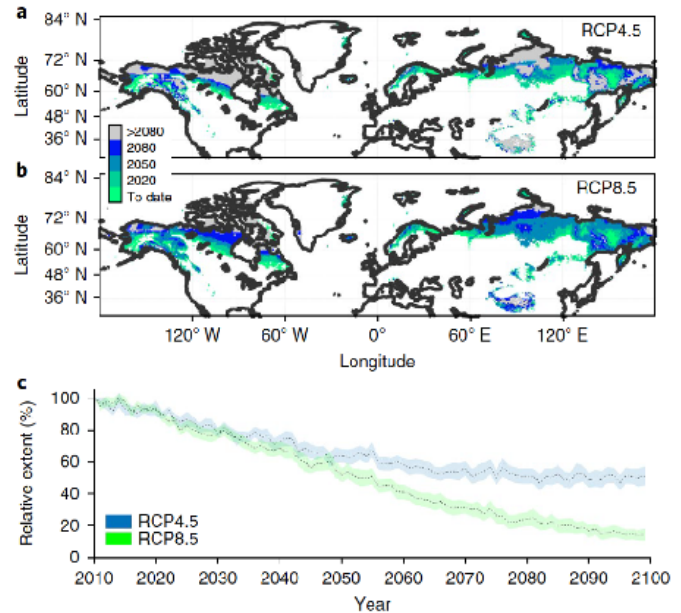 a
84° N
72° N
60° N
48° N
36° N
Latitude
RCP4.5
>2080
2080
2050
2020
To date
b
84° N
72° N
60° N
48° N
36° N
Latitude
RCP8.5
120° W
60° W
0°
60° E
120° E
Longitude
c
100
80
60
40
20
0
Relative extent (%)
RCP4.5
RCP8.5
2010
2020
2030
2040
2050
2060
2070
2080
2090
2100
Year